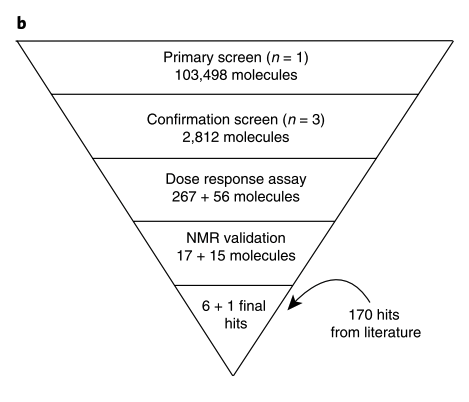 b
Primary screen (n = 1)
103,498 molecules
Confirmation screen (n = 3)
2,812 molecules
Dose response assay
267 + 56 molecules
NMR validation
17 + 15 molecules
6 + 1 final
hits
170 hits
from literature